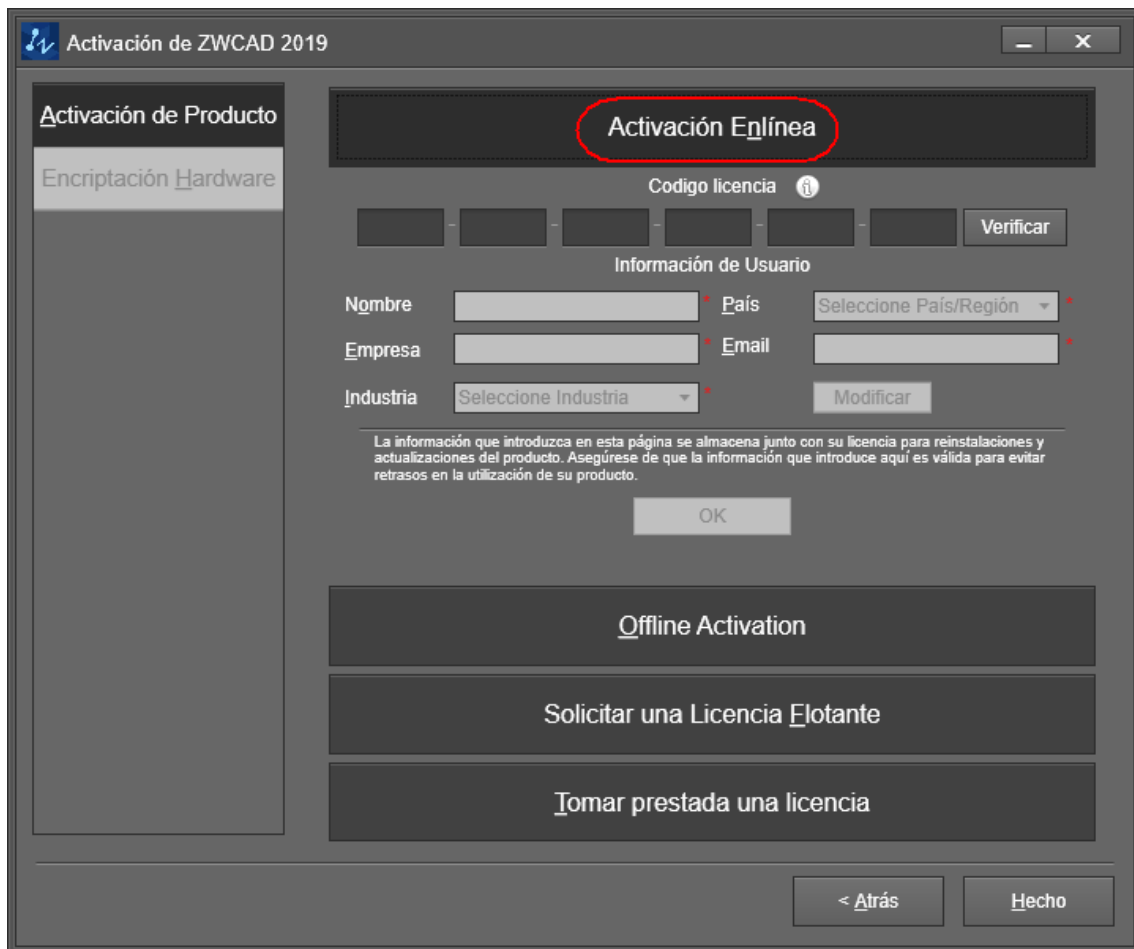 Activación de ZWCAD 2019
Activación de Producto
Encriptación Hardware
Activación Enlínea
Codigo licencia
- - - - - Verificar
Información de Usuario
Nombre * País Seleccione País/Región *
Empresa * Email *
Industria Seleccione Industria * Modificar
La información que introduzca en esta página se almacena junto con su licencia para reinstalaciones y
actualizaciones del producto. Asegúrese de que la información que introduce aquí es válida para evitar
retrasos en la utilización de su producto.
OK
Offline Activation
Solicitar una Licencia Flotante
Tomar prestada una licencia
< Atrás Hecho